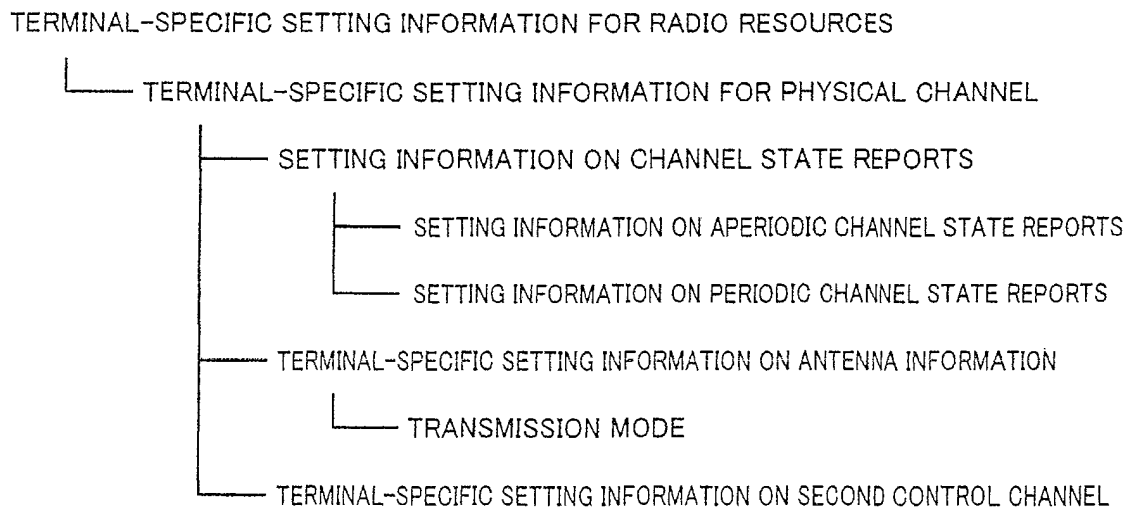 TERMINAL-SPECIFIC SETTING INFORMATION FOR RADIO RESOURCES
TERMINAL-SPECIFIC SETTING INFORMATION FOR PHYSICAL CHANNEL
SETTING INFORMATION ON CHANNEL STATE REPORTS
SETTING INFORMATION ON APERIODIC CHANNEL STATE REPORTS
SETTING INFORMATION ON PERIODIC CHANNEL STATE REPORTS
TERMINAL-SPECIFIC SETTING INFORMATION ON ANTENNA INFORMATION
TRANSMISSION MODE
TERMINAL-SPECIFIC SETTING INFORMATION ON SECOND CONTROL CHANNEL